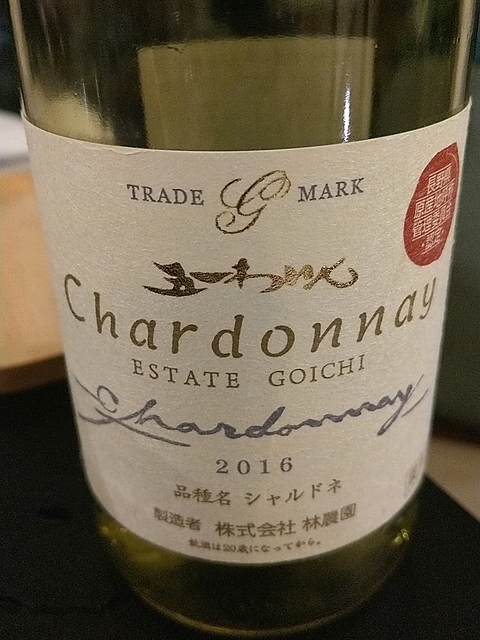 TRADE G MARK
五一わいん
Chardonnay
ESTATE GOICHI
Chardonnay
2016
品種名 シャルドネ
製造者 株式会社 林農園
飲酒は20歳になってから。